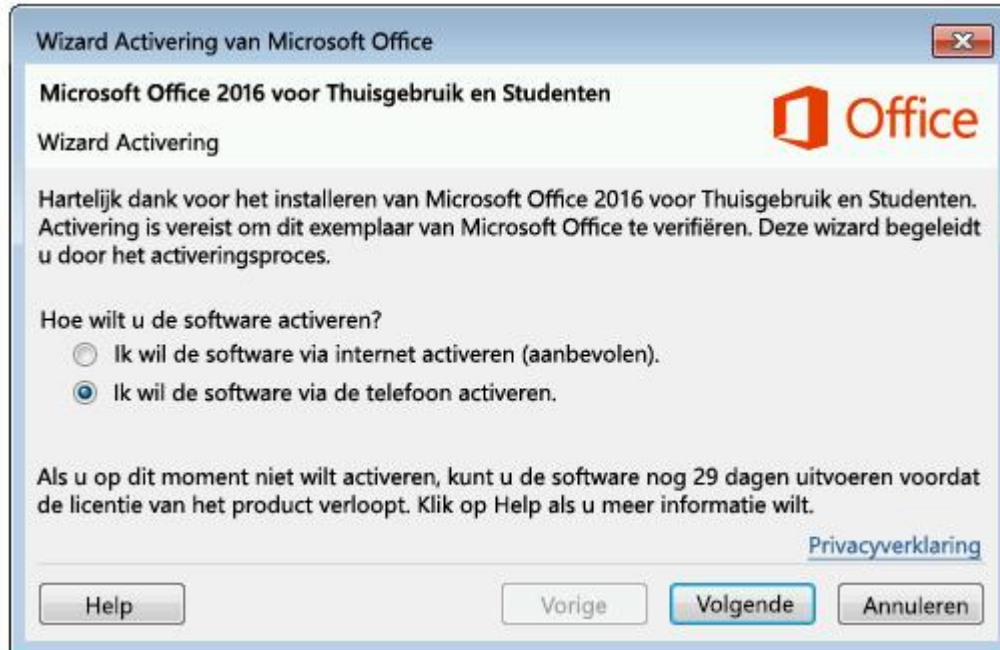 Wizard Activering van Microsoft Office
Microsoft Office 2016 voor Thuisgebruik en Studenten
Office
Wizard Activering
Hartelijk dank voor het installeren van Microsoft Office 2016 voor Thuisgebruik en Studenten.
Activering is vereist om dit exemplaar van Microsoft Office te verifiëren. Deze wizard begeleidt
u door het activeringsproces.
Hoe wilt u de software activeren?
Ik wil de software via internet activeren (aanbevolen).
Ik wil de software via de telefoon activeren.
Als u op dit moment niet wilt activeren, kunt u de software nog 29 dagen uitvoeren voordat
de licentie van het product verloopt. Klik op Help als u meer informatie wilt.
Privacyverklaring
Help
Vorige
Volgende
Annuleren